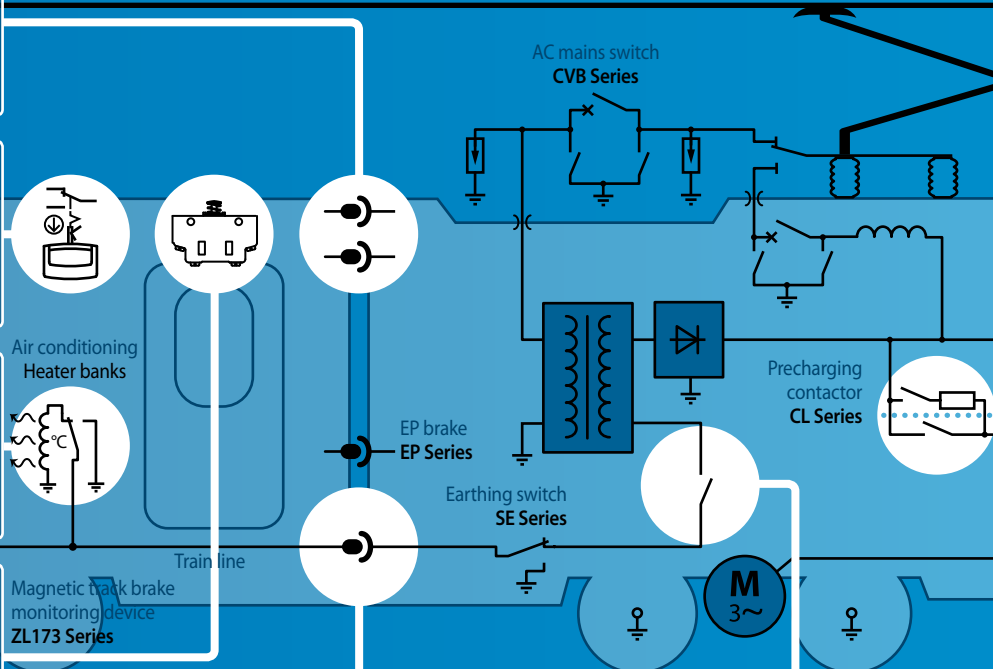 AC mains switch
CVB Series
Air conditioning
Heater banks
°C
EP brake
EP Series
Precharging
contactor
CL Series
Earthing switch
SE Series
Train line
Magnetic track brake
monitoring device
ZL173 Series
M
3~